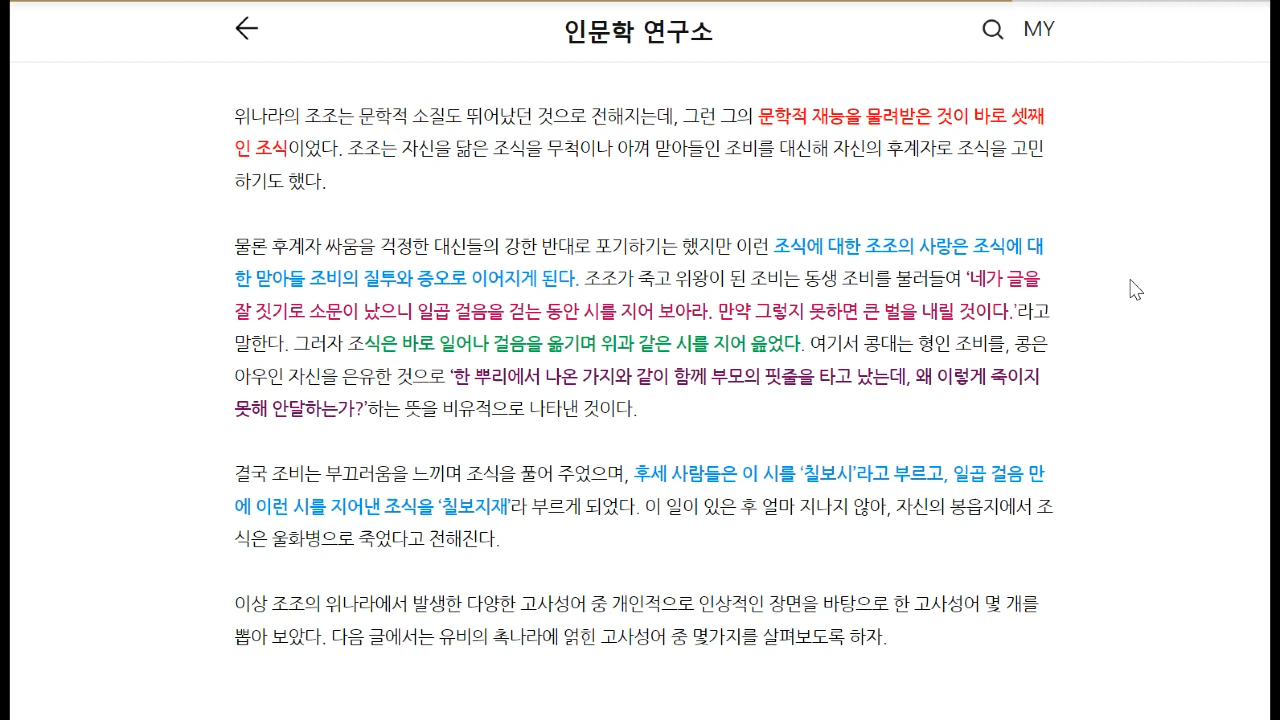 인문학 연구소
MY
위나라의 조조는 문학적 소질도 뛰어났던 것으로 전해지는데, 그런 그의 문학적 재능을 물려받은 것이 바로 셋째
인 조식이었다. 조조는 자신을 닮은 조식을 무척이나 아껴 맏아들인 조비를 대신해 자신의 후계자로 조식을 고민
하기도 했다.
물론 후계자 싸움을 걱정한 대신들의 강한 반대로 포기하기는 했지만 이런 조식에 대한 조조의 사랑은 조식에 대
한 맏아들 조비의 질투와 증오로 이어지게 된다. 조조가 죽고 위왕이 된 조비는 동생 조비를 불러들여 ‘네가 글을
잘 짓기로 소문이 났으니 일곱 걸음을 걷는 동안 시를 지어 보아라. 만약 그렇지 못하면 큰 벌을 내릴 것이다.’라고
말한다. 그러자 조식은 바로 일어나 걸음을 옮기며 위과 같은 시를 지어 읊었다. 여기서 콩대는 형인 조비를, 콩은
아우인 자신을 은유한 것으로 ‘한 뿌리에서 나온 가지와 같이 함께 부모의 핏줄을 타고 났는데, 왜 이렇게 죽이지
못해 안달하는가?’하는 뜻을 비유적으로 나타낸 것이다.
결국 조비는 부끄러움을 느끼며 조식을 풀어 주었으며, 후세 사람들은 이 시를 ‘칠보시’라고 부르고, 일곱 걸음 만
에 이런 시를 지어낸 조식을 ‘칠보지재’라 부르게 되었다. 이 일이 있은 후 얼마 지나지 않아, 자신의 봉읍지에서 조
식은 울화병으로 죽었다고 전해진다.
이상 조조의 위나라에서 발생한 다양한 고사성어 중 개인적으로 인상적인 장면을 바탕으로 한 고사성어 몇 개를
뽑아 보았다. 다음 글에서는 유비의 촉나라에 얽힌 고사성어 중 몇가지를 살펴보도록 하자.